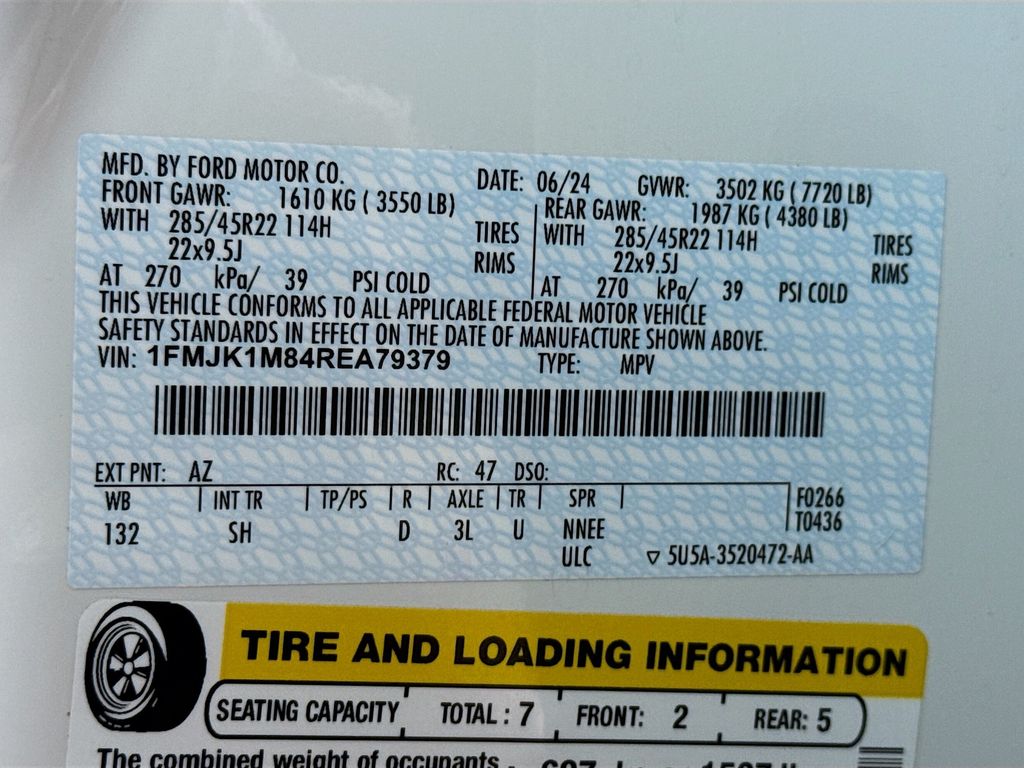 MFD. BY FORD MOTOR CO. DATE: 06/24 GVWR: 3502 KG ( 7720 LB)
FRONT GAWR: 1610 KG ( 3550 LB) REAR GAWR: 1987 KG ( 4380 LB)
WITH 285/45R22 114H TIRES WITH 285/45R22 114H TIRES
22x9.5J RIMS 22x9.5J RIMS
AT 270 kPa/ 39 PSI COLD AT 270 kPa/ 39 PSI COLD
THIS VEHICLE CONFORMS TO ALL APPLICABLE FEDERAL MOTOR VEHICLE
SAFETY STANDARDS IN EFFECT ON THE DATE OF MANUFACTURE SHOWN ABOVE.
VIN: 1FMJK1M84REA79379 TYPE: MPV
EXT PNT: AZ RC: 47 DSO:
WB INT TR TP/PS R AXLE TR SPR F0266
132 SH D 3L U NNEE T0436
ULC ▽ 5U5A-3520472-AA
TIRE AND LOADING INFORMATION
SEATING CAPACITY TOTAL : 7 FRONT: 2 REAR: 5
The combined weight of occupants